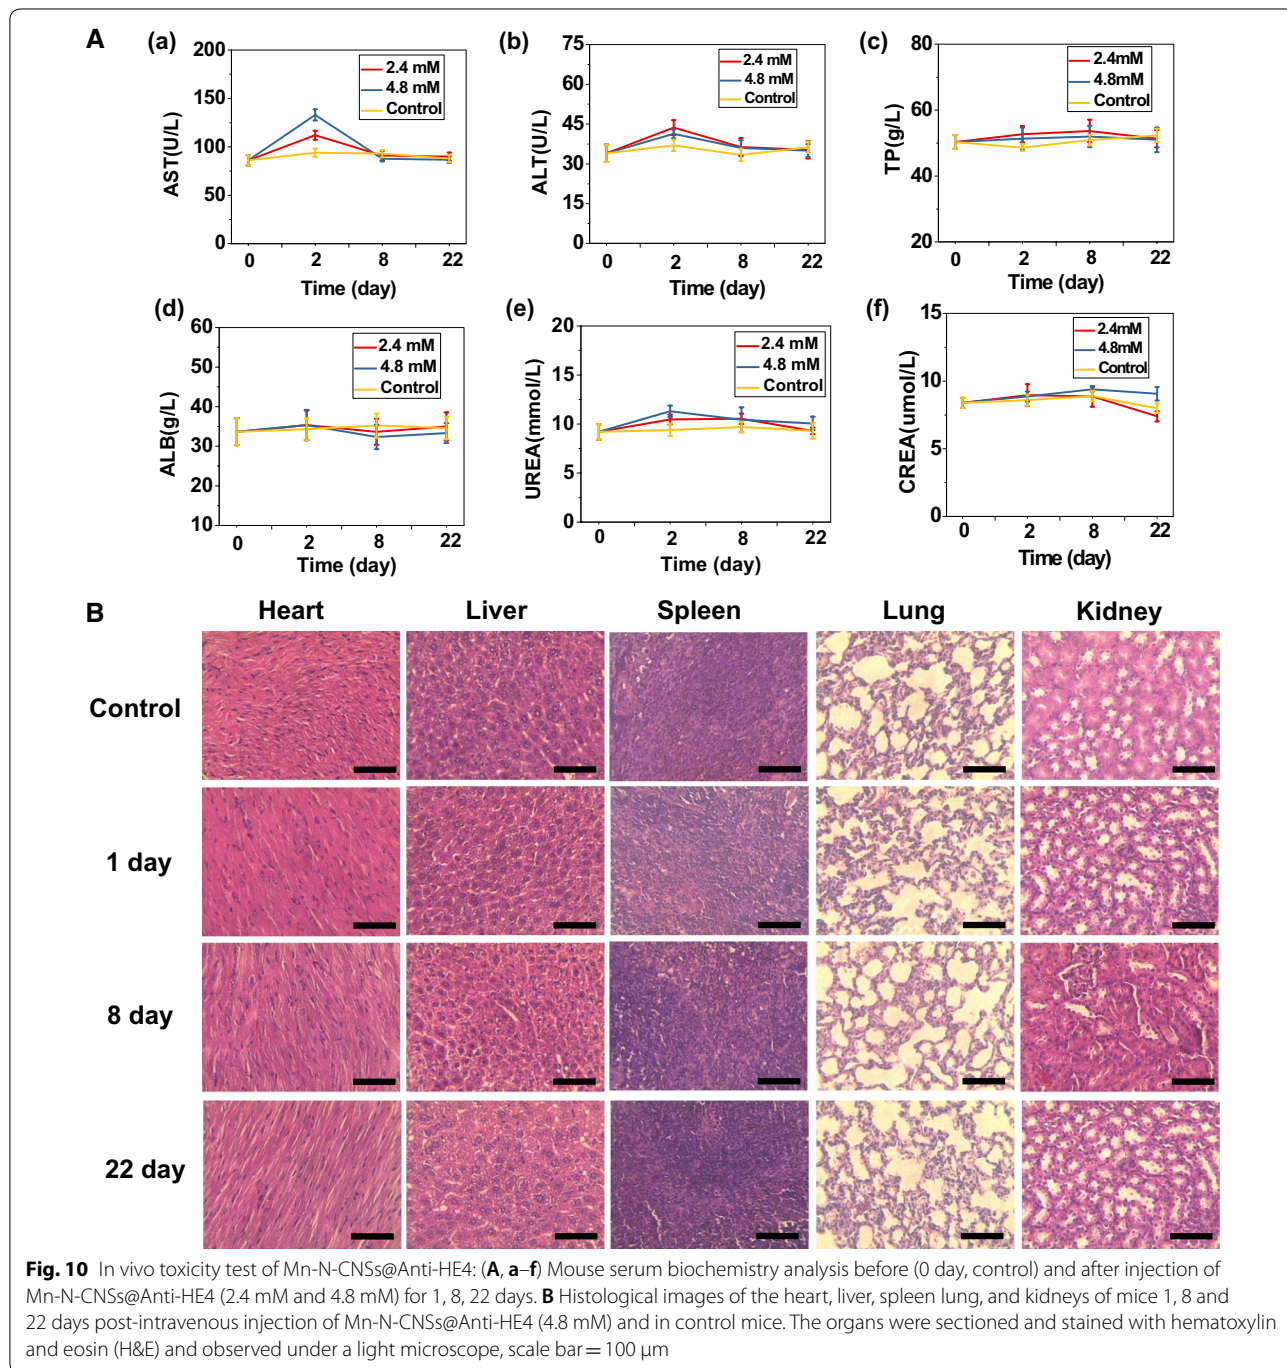 A
(a)
200
150
100
50
0
AST(U/L)
2.4 mM
4.8 mM
Control
0 2 8 22
Time (day)
(b)
75
60
45
30
15
0
ALT(U/L)
2.4 mM
4.8 mM
Control
0 2 8 22
Time (day)
(c)
80
60
40
20
TP(g/L)
2.4mM
4.8mM
Control
0 2 8 22
Time (day)
(d)
60
50
40
30
20
10
ALB(g/L)
2.4 mM
4.8 mM
Control
0 2 8 22
Time (day)
(e)
20
15
10
5
0
UREA(mmol/L)
2.4 mM
4.8 mM
Control
0 2 8 22
Time (day)
(f)
15
10
5
0
CREA(umol/L)
2.4mM
4.8mM
Control
0 2 8 22
Time (day)
B
Heart Liver Spleen Lung Kidney
Control
1 day
8 day
22 day
Fig. 10 In vivo toxicity test of Mn-N-CNSs@Anti-HE4: (A, a–f) Mouse serum biochemistry analysis before (0 day, control) and after injection of
Mn-N-CNSs@Anti-HE4 (2.4 mM and 4.8 mM) for 1, 8, 22 days. B Histological images of the heart, liver, spleen lung, and kidneys of mice 1, 8 and
22 days post-intravenous injection of Mn-N-CNSs@Anti-HE4 (4.8 mM) and in control mice. The organs were sectioned and stained with hematoxylin
and eosin (H&E) and observed under a light microscope, scale bar = 100 μm